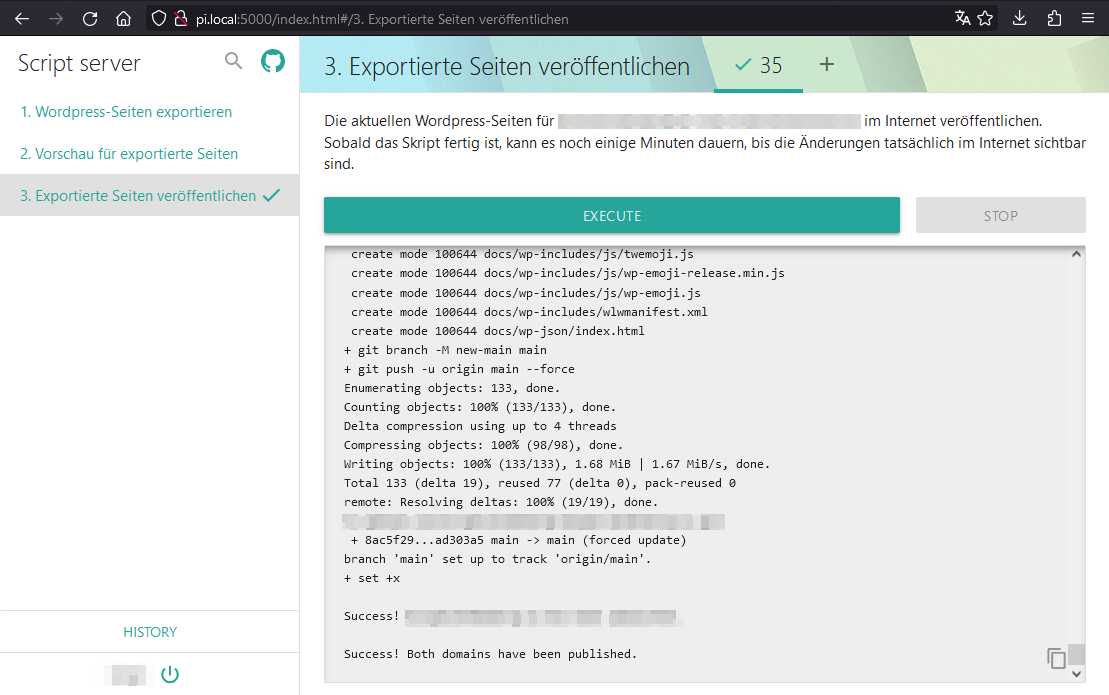 pi.local:5000/index.html#/3. Exportierte Seiten veröffentlichen
Script server
1. Wordpress-Seiten exportieren
2. Vorschau für exportierte Seiten
3. Exportierte Seiten veröffentlichen
HISTORY
3. Exportierte Seiten veröffentlichen
35
Die aktuellen Wordpress-Seiten für im Internet veröffentlichen.
Sobald das Skript fertig ist, kann es noch einige Minuten dauern, bis die Änderungen tatsächlich im Internet sichtbar
sind.
EXECUTE
STOP
create mode 100644 docs/wp-includes/js/twemoji.js
create mode 100644 docs/wp-includes/js/wp-emoji-release.min.js
create mode 100644 docs/wp-includes/js/wp-emoji.js
create mode 100644 docs/wp-includes/wlwmanifest.xml
create mode 100644 docs/wp-json/index.html
+ git branch -M new-main main
+ git push -u origin main --force
Enumerating objects: 133, done.
Counting objects: 100% (133/133), done.
Delta compression using up to 4 threads
Compressing objects: 100% (98/98), done.
Writing objects: 100% (133/133), 1.68 MiB | 1.67 MiB/s, done.
Total 133 (delta 19), reused 77 (delta 0), pack-reused 0
remote: Resolving deltas: 100% (19/19), done.
+ 8ac5f29...ad303a5 main -> main (forced update)
branch 'main' set up to track 'origin/main'.
+ set +x
Success!
Success! Both domains have been published.